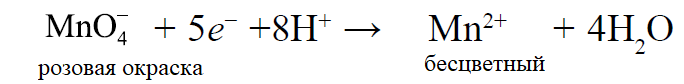 MnO₄⁻ + 5e⁻ +8H⁺ → Mn²⁺ + 4H₂O
розовая окраска бесцветный